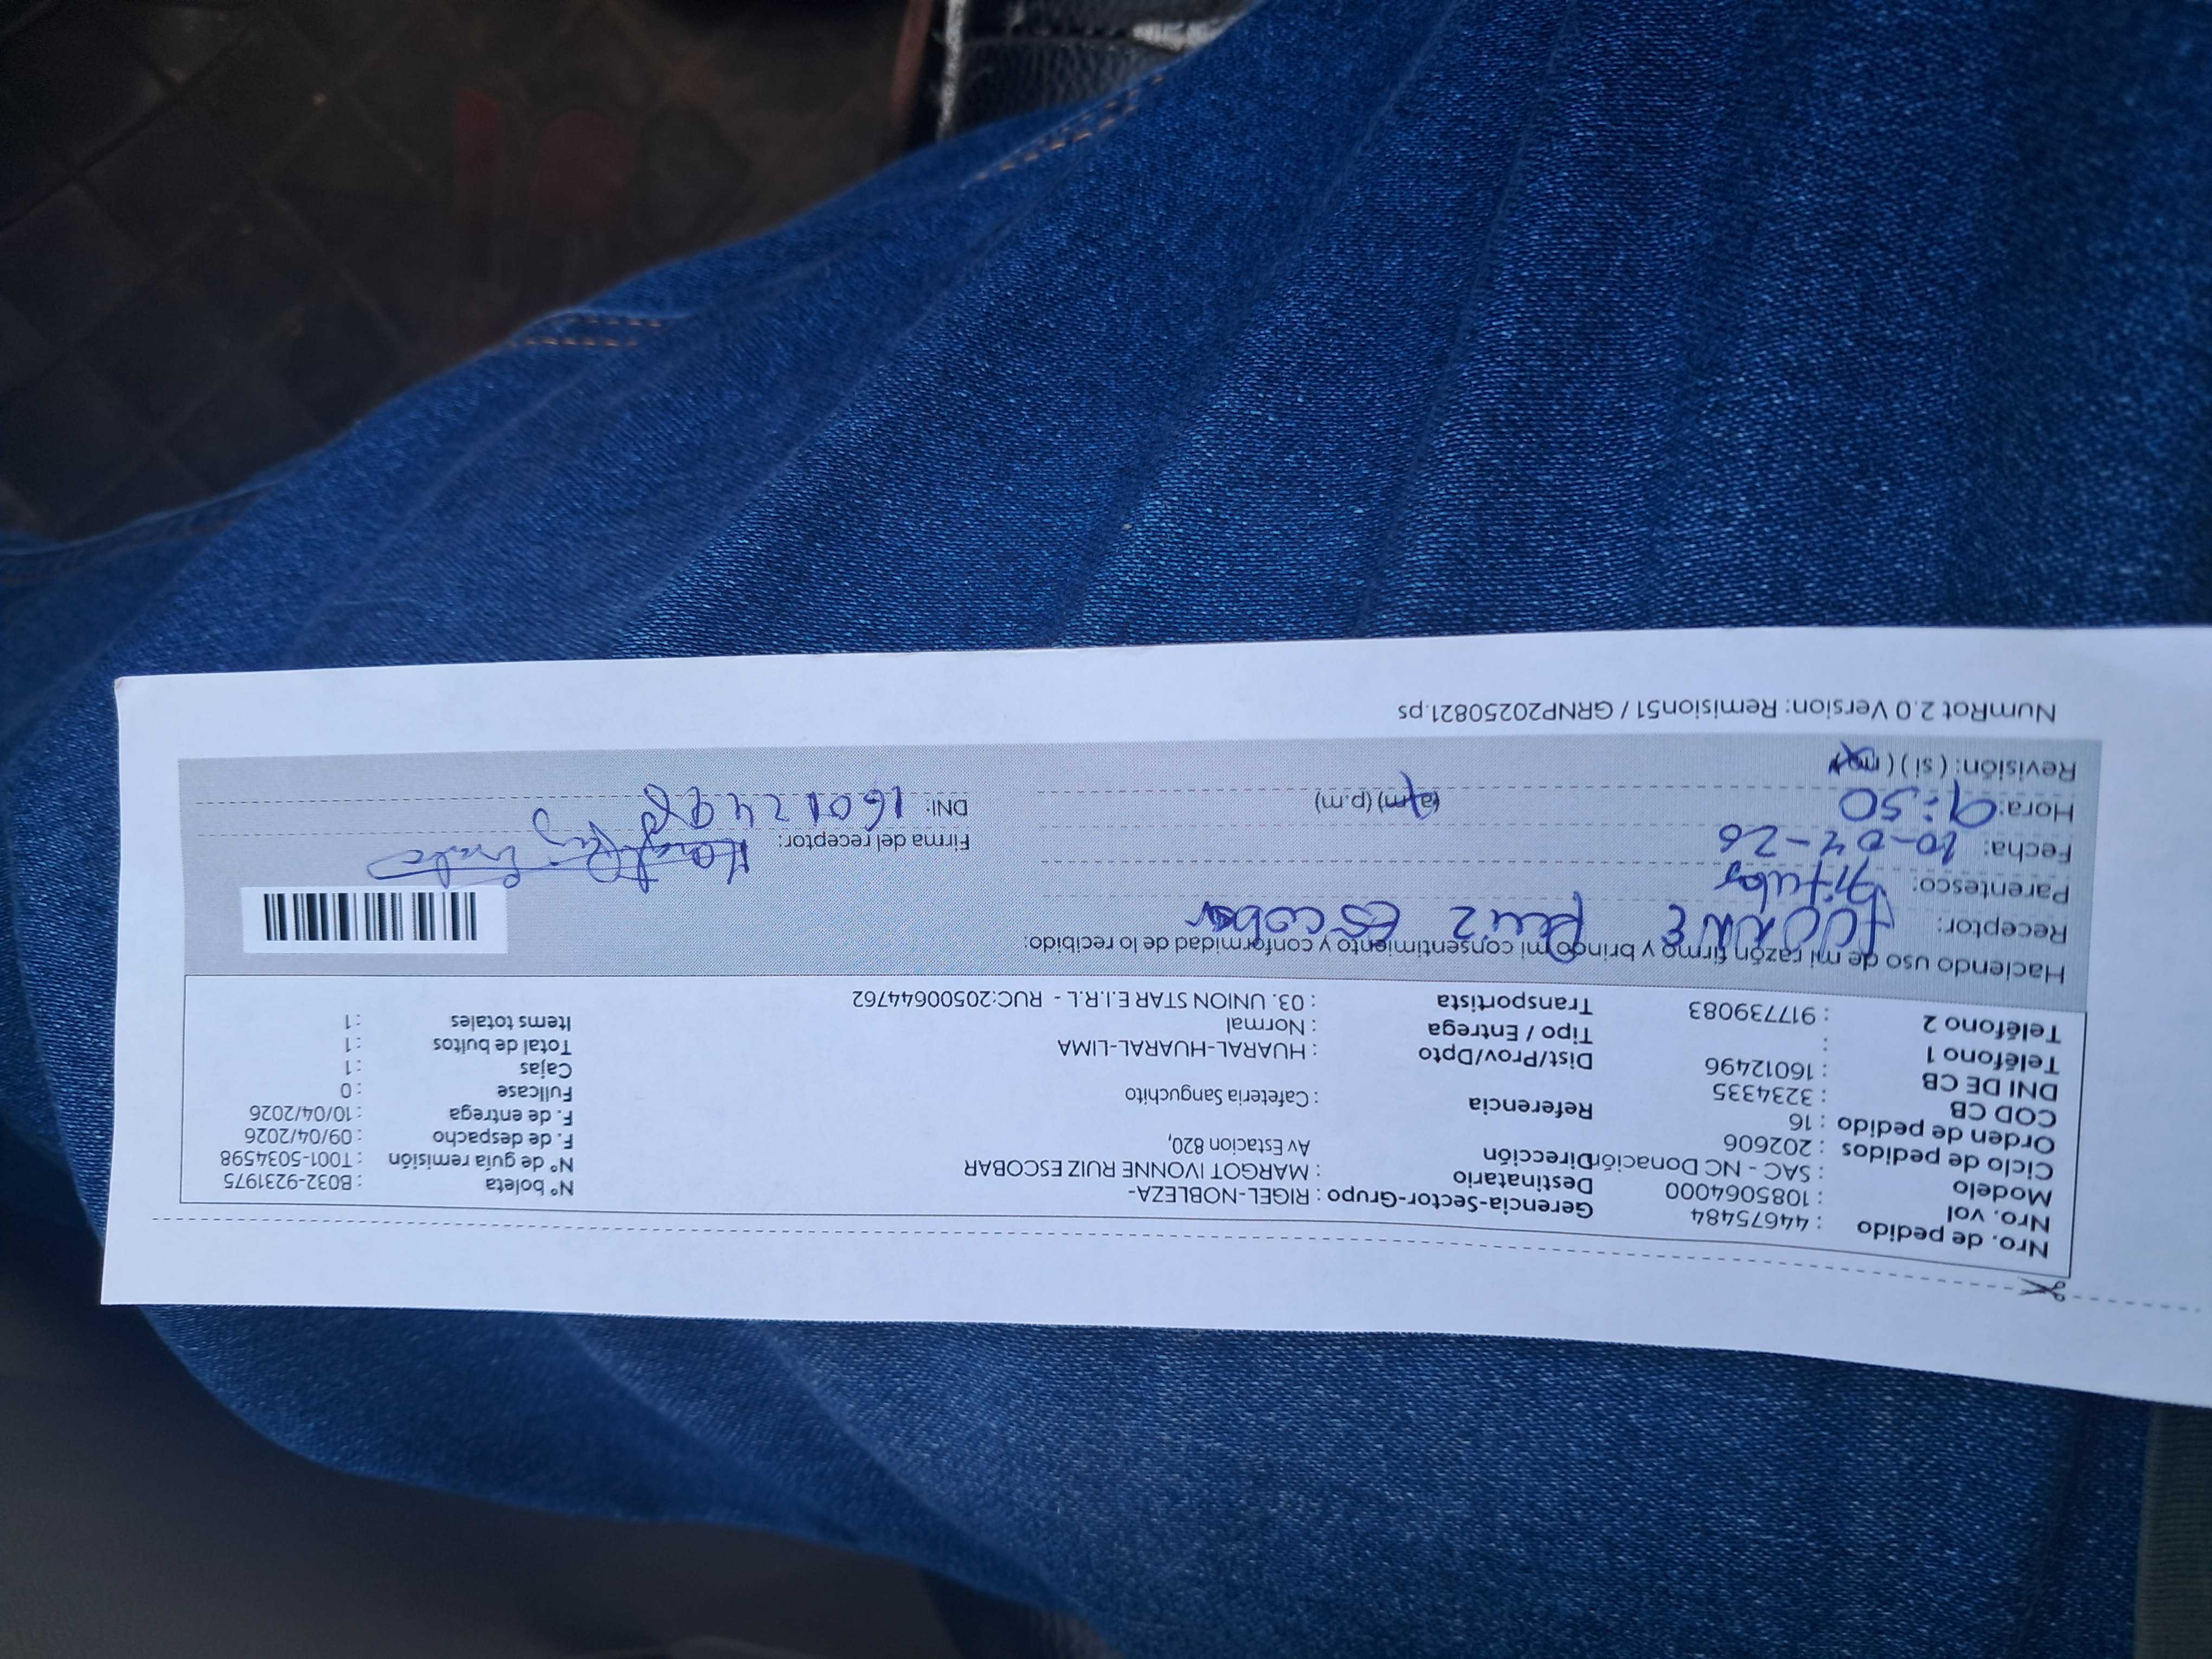 Nro. de pedido : 44675484 Gerencia-Sector-Grupo : RIGEL-NOBLEZA- N° boleta : B032-9231975
Nro. vol : 1085064000 Destinatario : MARGOT IVONNE RUIZ ESCOBAR N° de guía remisión : T001-5034598
Modelo : SAC - NC Donación Dirección Av Estacion 820, F. de despacho : 09/04/2026
Ciclo de pedidos : 202606 F. de entrega : 10/04/2026
Orden de pedido : 16 Referencia : Cafeteria Sanguchito Fullcase : 0
COD CB : 3234335 Cajas : 1
DNI DE CB : 16012496 Dist/Prov/Dpto : HUARAL-HUARAL-LIMA Total de bultos : 1
Teléfono 1 : Tipo / Entrega : Normal Items totales : 1
Teléfono 2 : 917739083 Transportista : 03. UNION STAR E.I.R.L - RUC:20500644762
Haciendo uso de mi razón firmo y brindo mi consentimiento y conformidad de lo recibido:
Receptor: Ruiz Escobar
Parentesco: Titular
Fecha: 10-04-26 Firma del receptor:
Hora: 9:50 (a.m) (p.m) DNI: 16012496
Revisión: ( si ) ( no )
NumRot 2.0 Version: Remision51 / GRNP20250821.ps